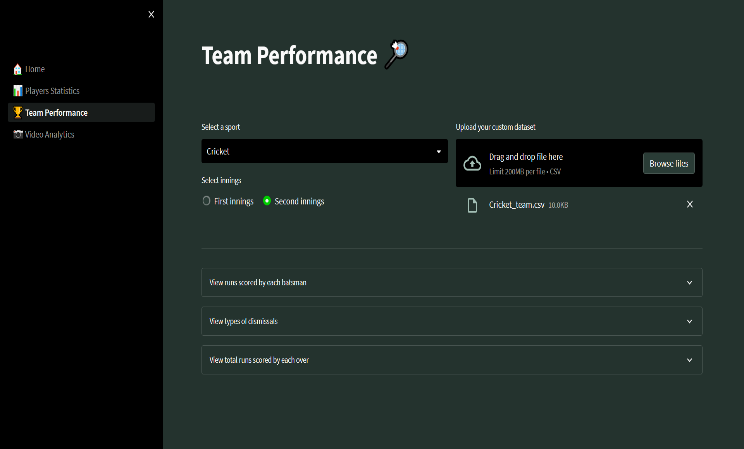 X
Home
Players Statistics
Team Performance
Video Analytics
Team Performance
Select a sport
Cricket
Select innings
First innings
Second innings
Upload your custom dataset
Drag and drop file here
Limit 200MB per file • CSV
Browse files
Cricket_team.csv 10.0KB
X
View runs scored by each batsman
View types of dismissals
View total runs scored by each over